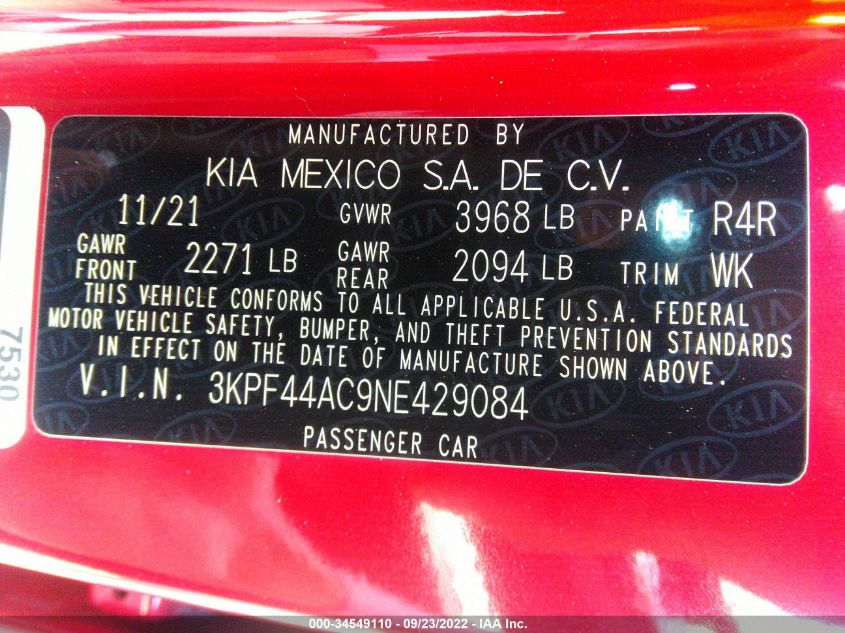 MANUFACTURED BY
KIA MEXICO S.A. DE C.V.
11/21 GVWR 3968 LB PAINT R4R
GAWR FRONT 2271 LB GAWR REAR 2094 LB TRIM WK
THIS VEHICLE CONFORMS TO ALL APPLICABLE U.S.A. FEDERAL
MOTOR VEHICLE SAFETY, BUMPER, AND THEFT PREVENTION STANDARDS
IN EFFECT ON THE DATE OF MANUFACTURE SHOWN ABOVE.
V.I.N. 3KPF44AC9NE429084
PASSENGER CAR
7530
000-34549110 - 09/23/2022 - IAA Inc.